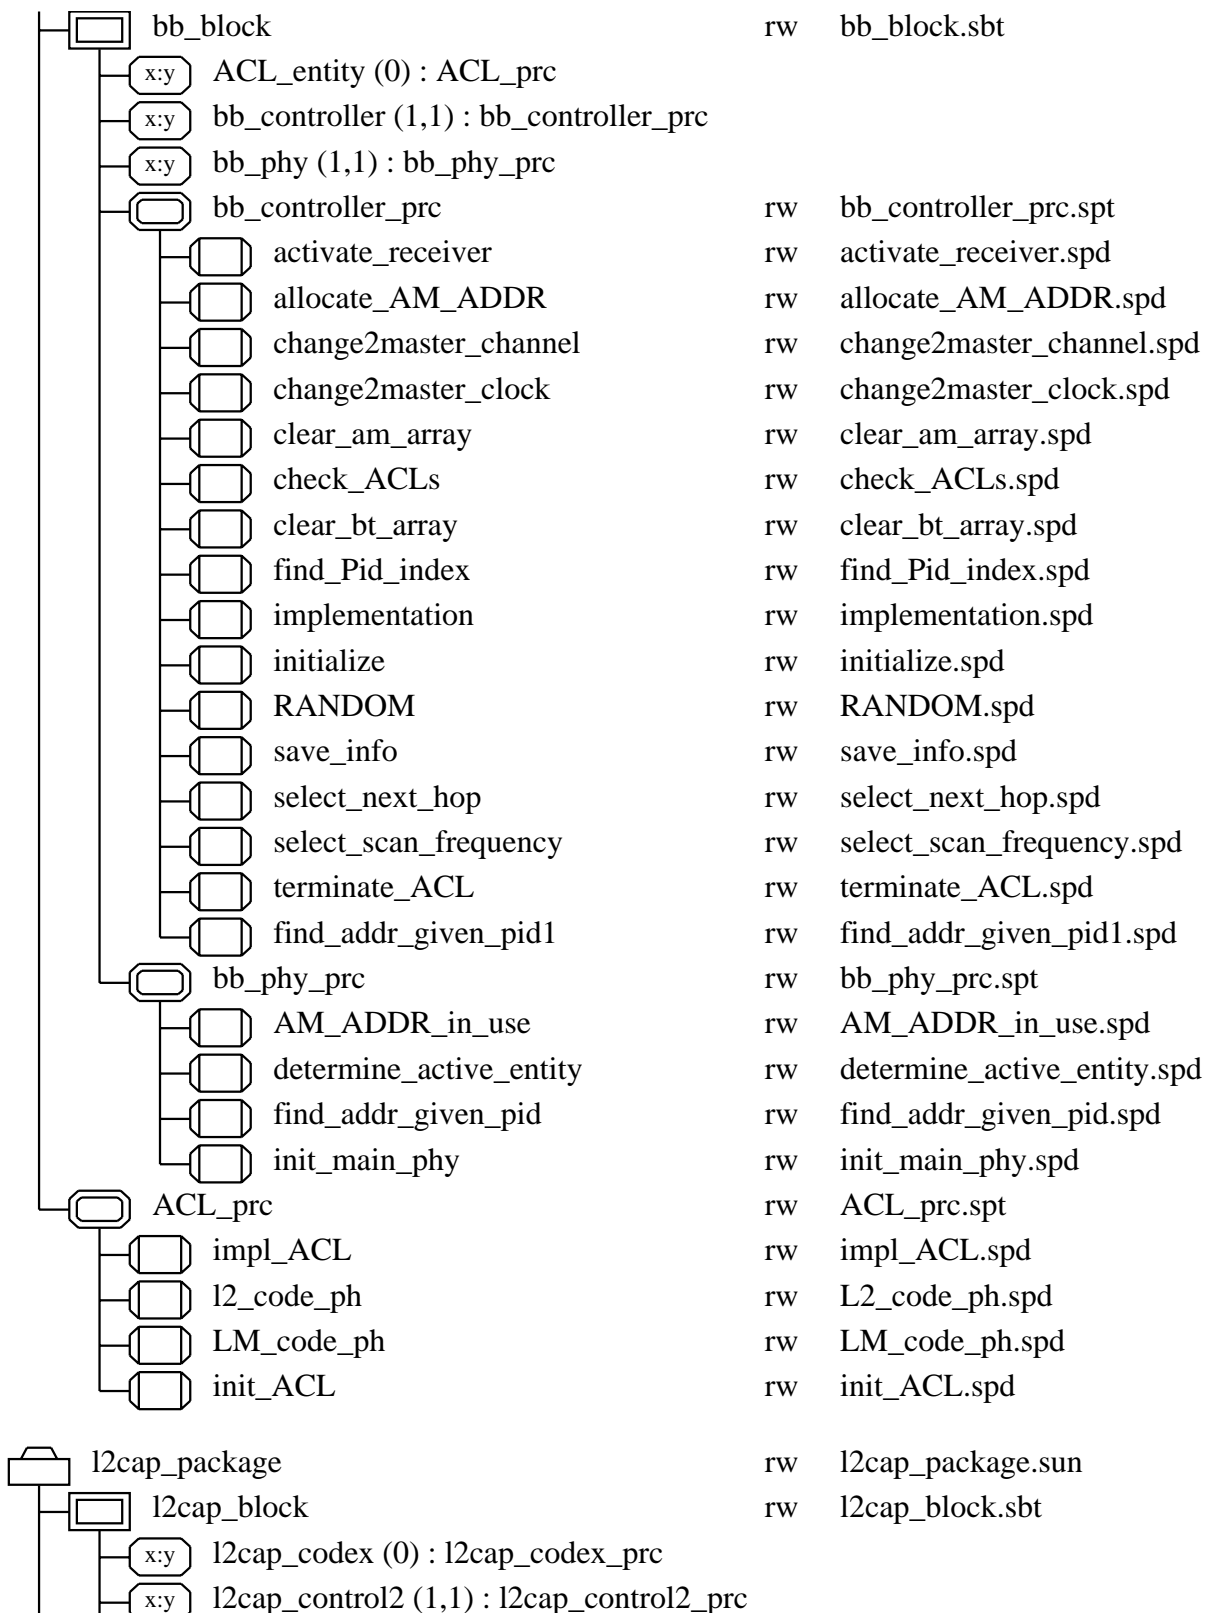 bb_block rw bb_block.sbt
x:y ACL_entity (0) : ACL_prc
x:y bb_controller (1,1) : bb_controller_prc
x:y bb_phy (1,1) : bb_phy_prc
bb_controller_prc rw bb_controller_prc.spt
activate_receiver rw activate_receiver.spd
allocate_AM_ADDR rw allocate_AM_ADDR.spd
change2master_channel rw change2master_channel.spd
change2master_clock rw change2master_clock.spd
clear_am_array rw clear_am_array.spd
check_ACLs rw check_ACLs.spd
clear_bt_array rw clear_bt_array.spd
find_Pid_index rw find_Pid_index.spd
implementation rw implementation.spd
initialize rw initialize.spd
RANDOM rw RANDOM.spd
save_info rw save_info.spd
select_next_hop rw select_next_hop.spd
select_scan_frequency rw select_scan_frequency.spd
terminate_ACL rw terminate_ACL.spd
find_addr_given_pid1 rw find_addr_given_pid1.spd
bb_phy_prc rw bb_phy_prc.spt
AM_ADDR_in_use rw AM_ADDR_in_use.spd
determine_active_entity rw determine_active_entity.spd
find_addr_given_pid rw find_addr_given_pid.spd
init_main_phy rw init_main_phy.spd
ACL_prc rw ACL_prc.spt
impl_ACL rw impl_ACL.spd
l2_code_ph rw L2_code_ph.spd
LM_code_ph rw LM_code_ph.spd
init_ACL rw init_ACL.spd
l2cap_package rw l2cap_package.sun
l2cap_block rw l2cap_block.sbt
x:y l2cap_codex (0) : l2cap_codex_prc
x:y l2cap_control2 (1,1) : l2cap_control2_prc